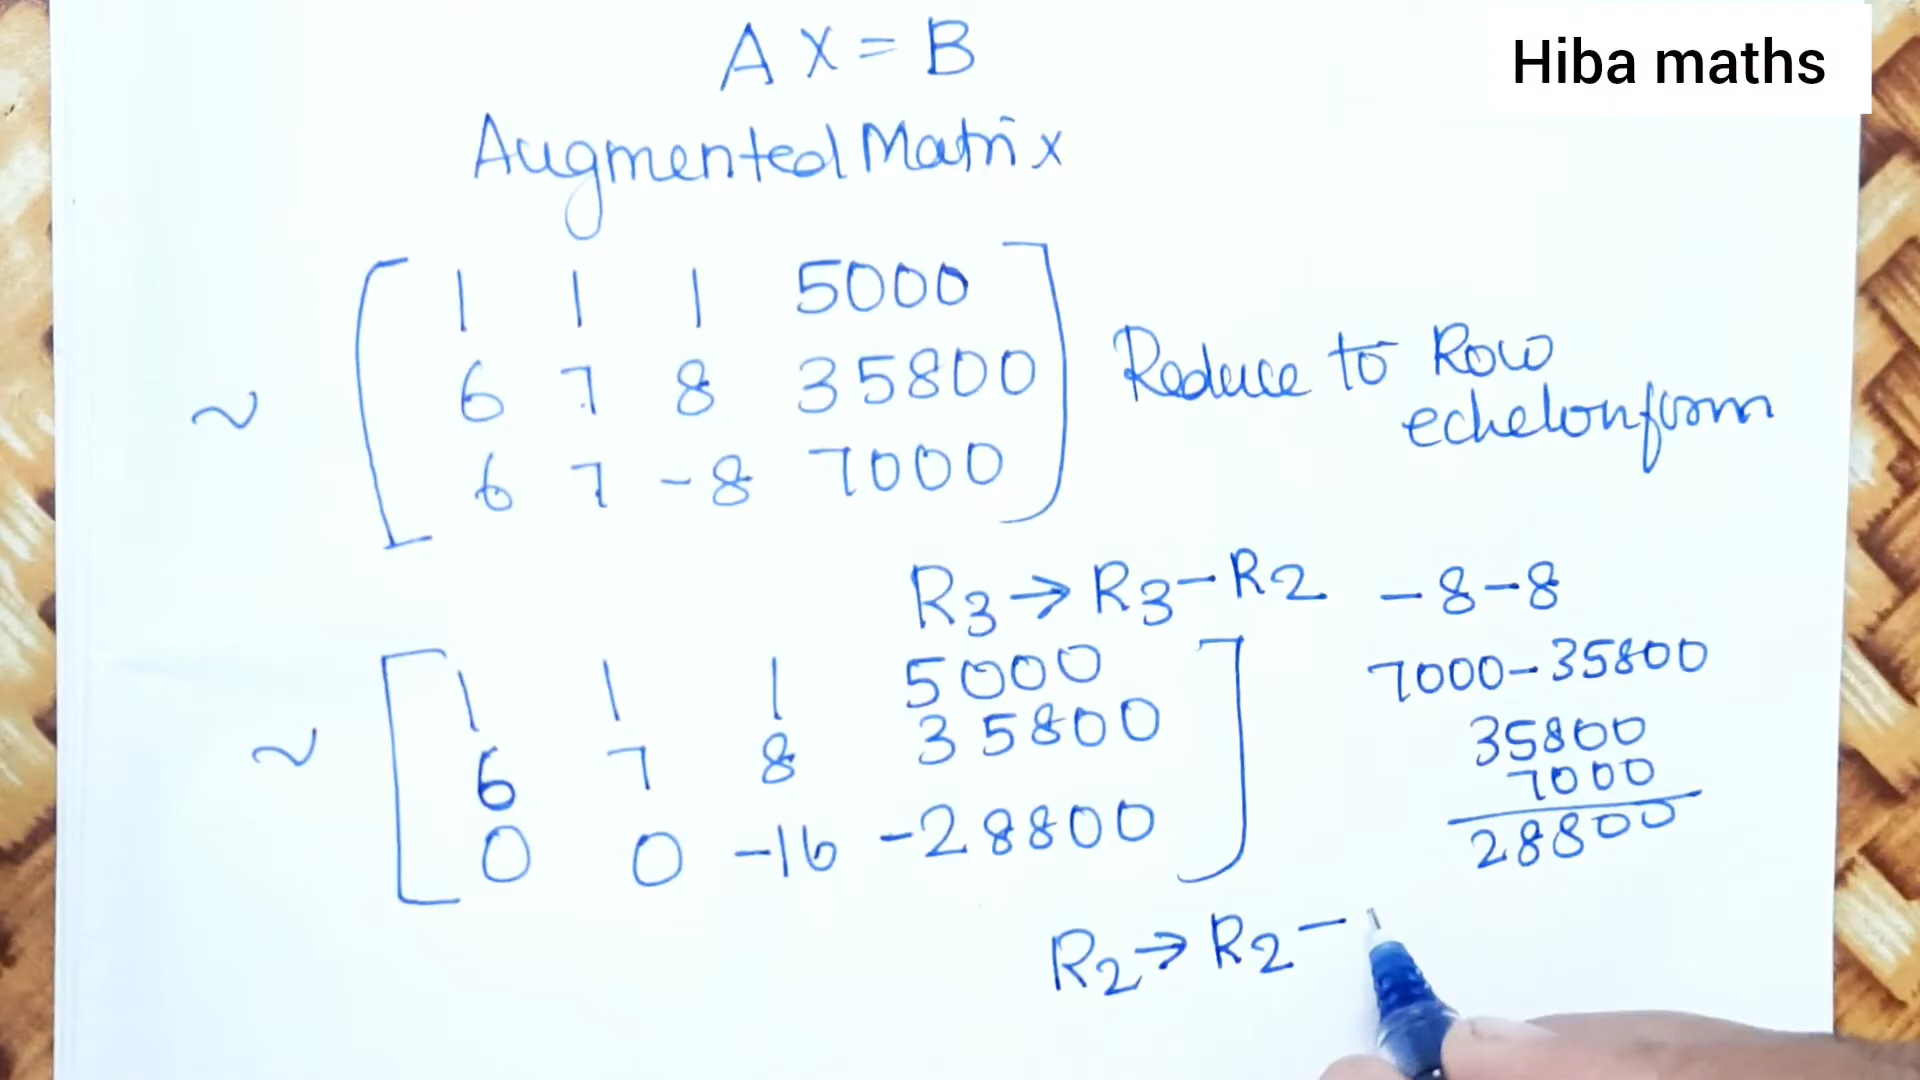 Hiba maths
A X = B
Augmented Matrix
1 1 1 5000
~ 6 7 8 35800 Reduce to Row
echelon form
6 7 -8 7000
R3 → R3 - R2 -8-8
1 1 1 5000 7000-35800
~ 6 7 8 35800 35800
7000
0 0 -16 -28800 28800
R2 → R2 -